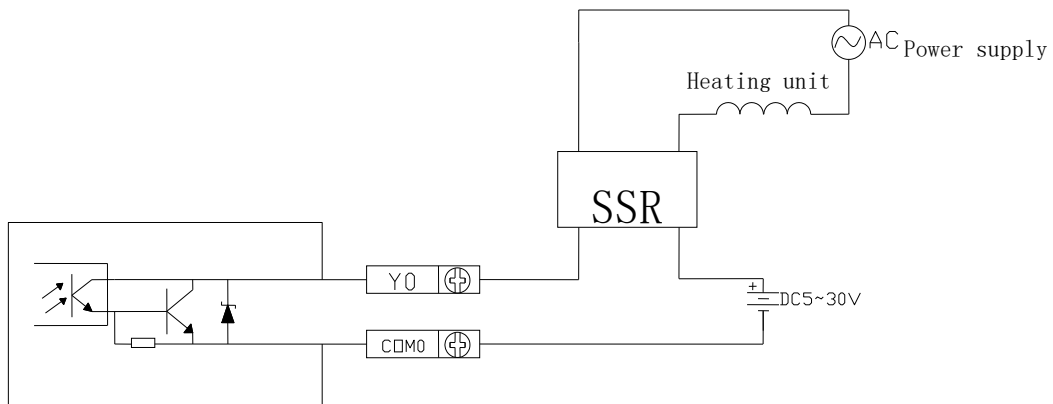 AC Power supply
Heating unit
SSR
Y0
+
DC5~30V
COM0